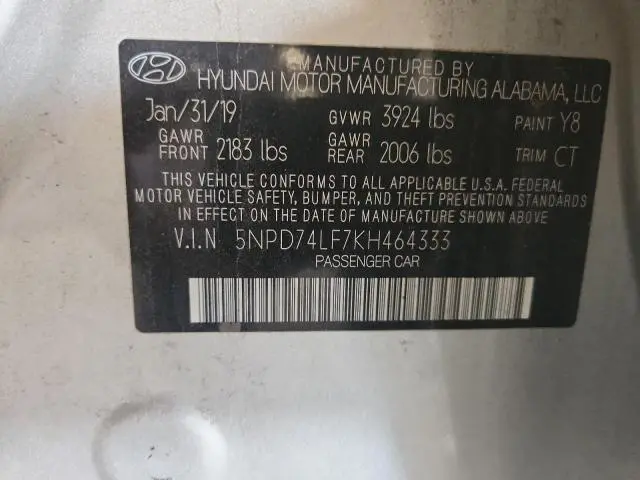 MANUFACTURED BY
HYUNDAI MOTOR MANUFACTURING ALABAMA, LLC
Jan/31/19 GVWR 3924 lbs PAINT Y8
GAWR FRONT 2183 lbs GAWR REAR 2006 lbs TRIM CT
THIS VEHICLE CONFORMS TO ALL APPLICABLE U.S.A. FEDERAL
MOTOR VEHICLE SAFETY, BUMPER, AND THEFT PREVENTION STANDARDS
IN EFFECT ON THE DATE OF MANUFACTURE SHOWN ABOVE
V.I.N 5NPD74LF7KH464333
PASSENGER CAR